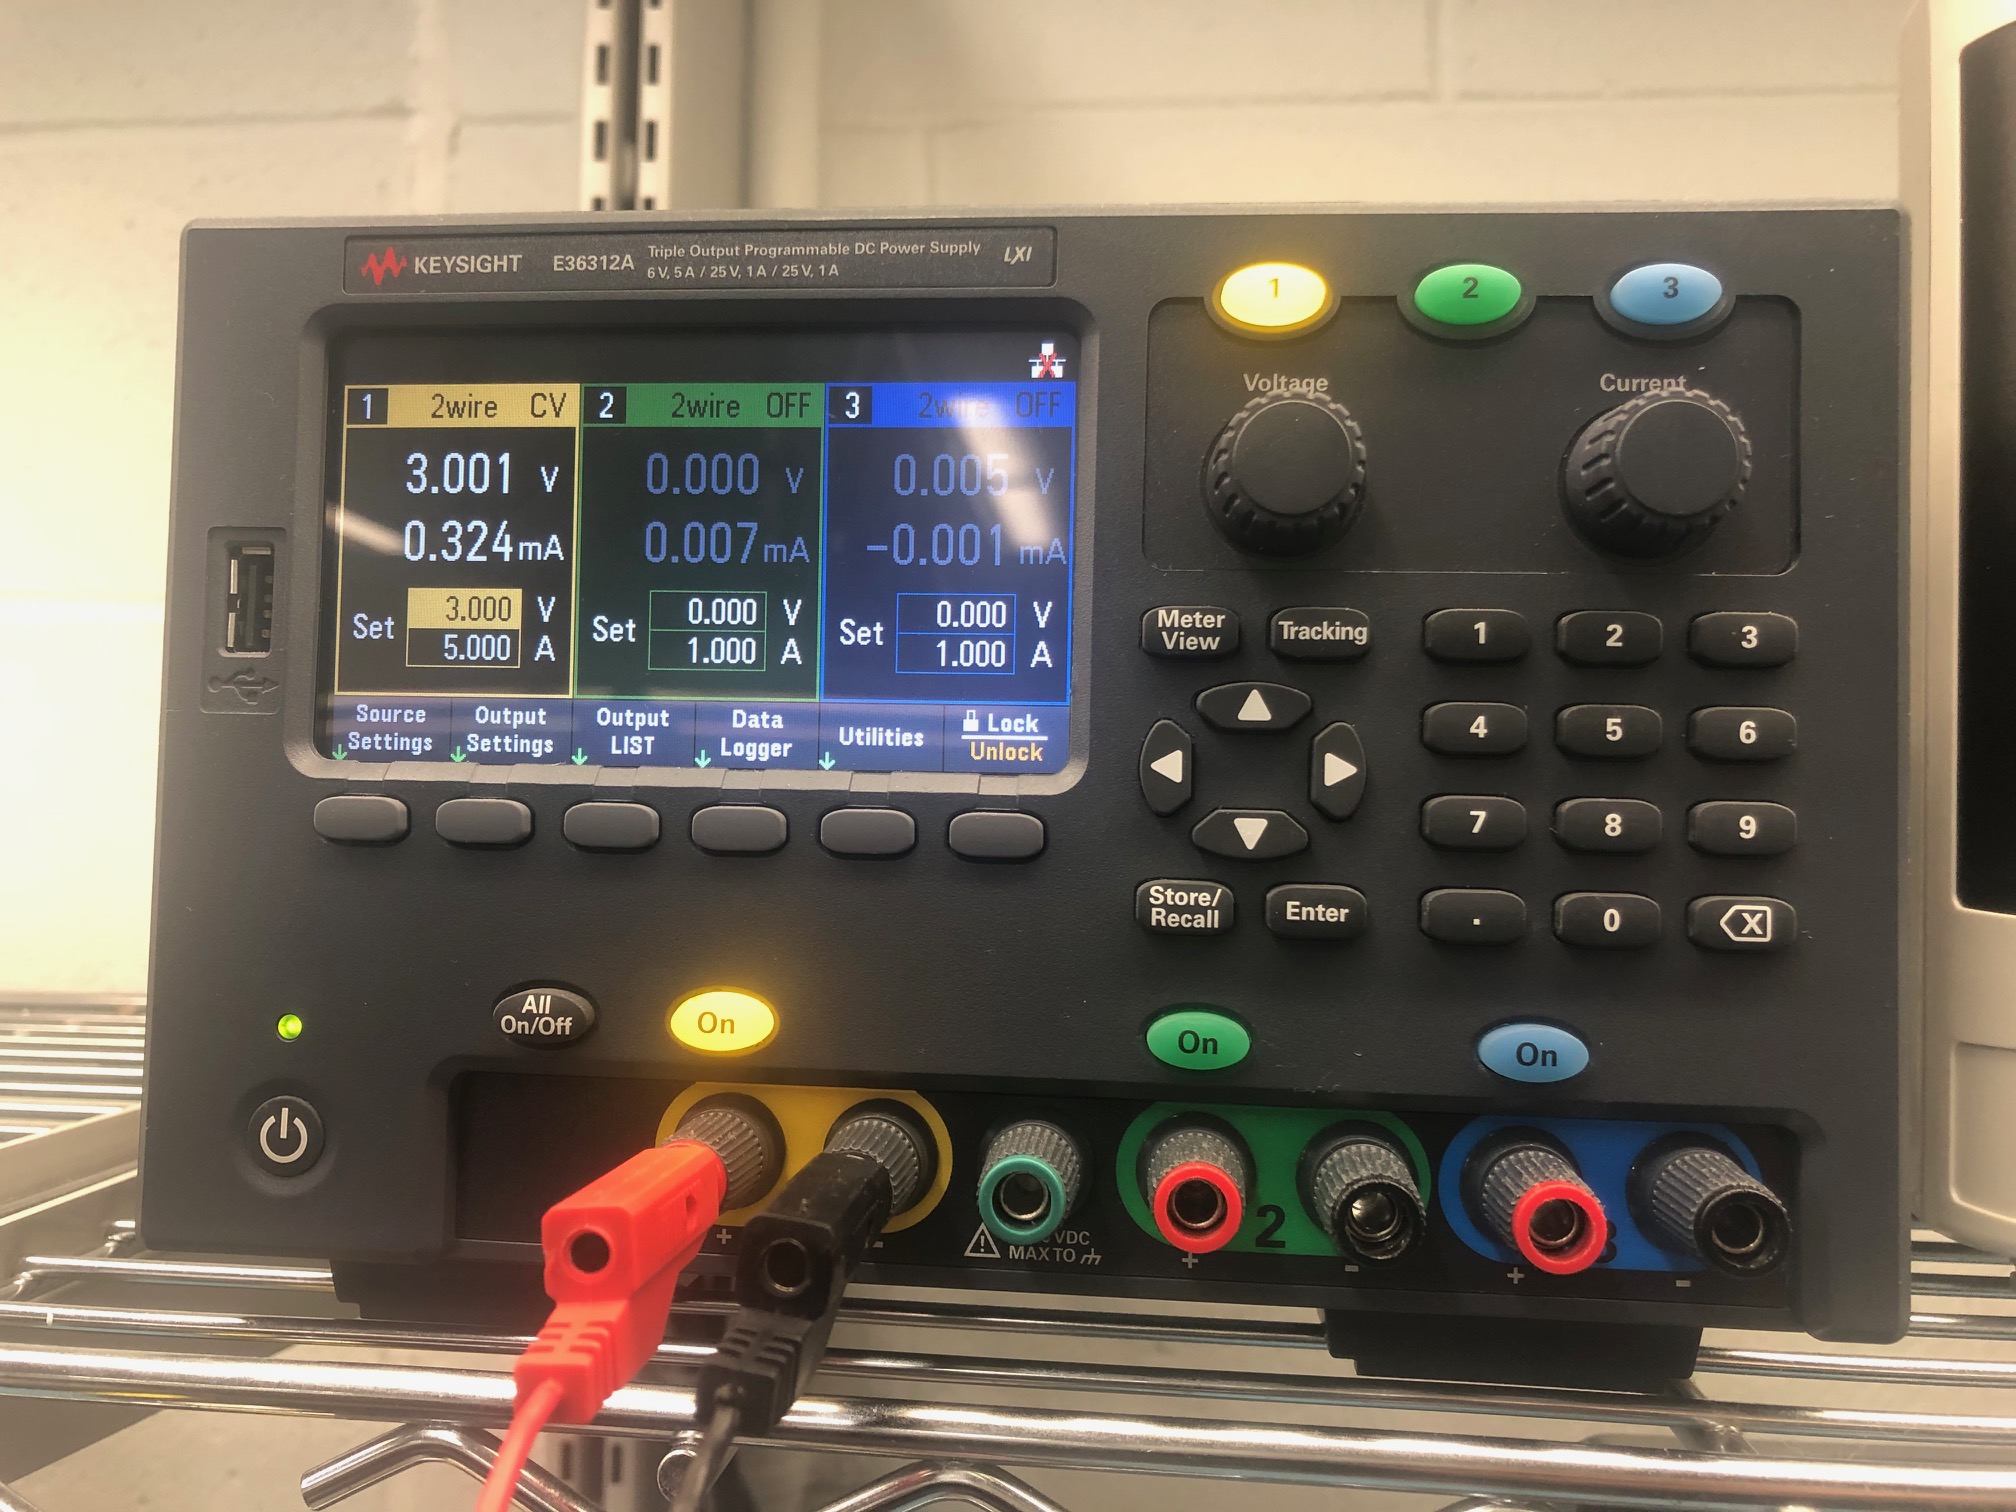 KEYSIGHT E36312A Triple Output Programmable DC Power Supply LXI
6V, 5A / 25V, 1A / 25V, 1A
1 2 3
Voltage Current
1 2wire CV
3.001 V
0.324 mA
Set 3.000 V
5.000 A
2 2wire OFF
0.000 V
0.007 mA
Set 0.000 V
1.000 A
3 2wire OFF
0.005 V
-0.001 mA
Set 0.000 V
1.000 A
Source
Settings
Output
Settings
Output
LIST
Data
Logger
Utilities
Lock
Unlock
Meter
View
Tracking
1 2 3
4 5 6
7 8 9
. 0 X
Store/
Recall
Enter
All
On/Off
On
On
On
+ -
VDC
MAX TO
+ 2 -
+ 3 -